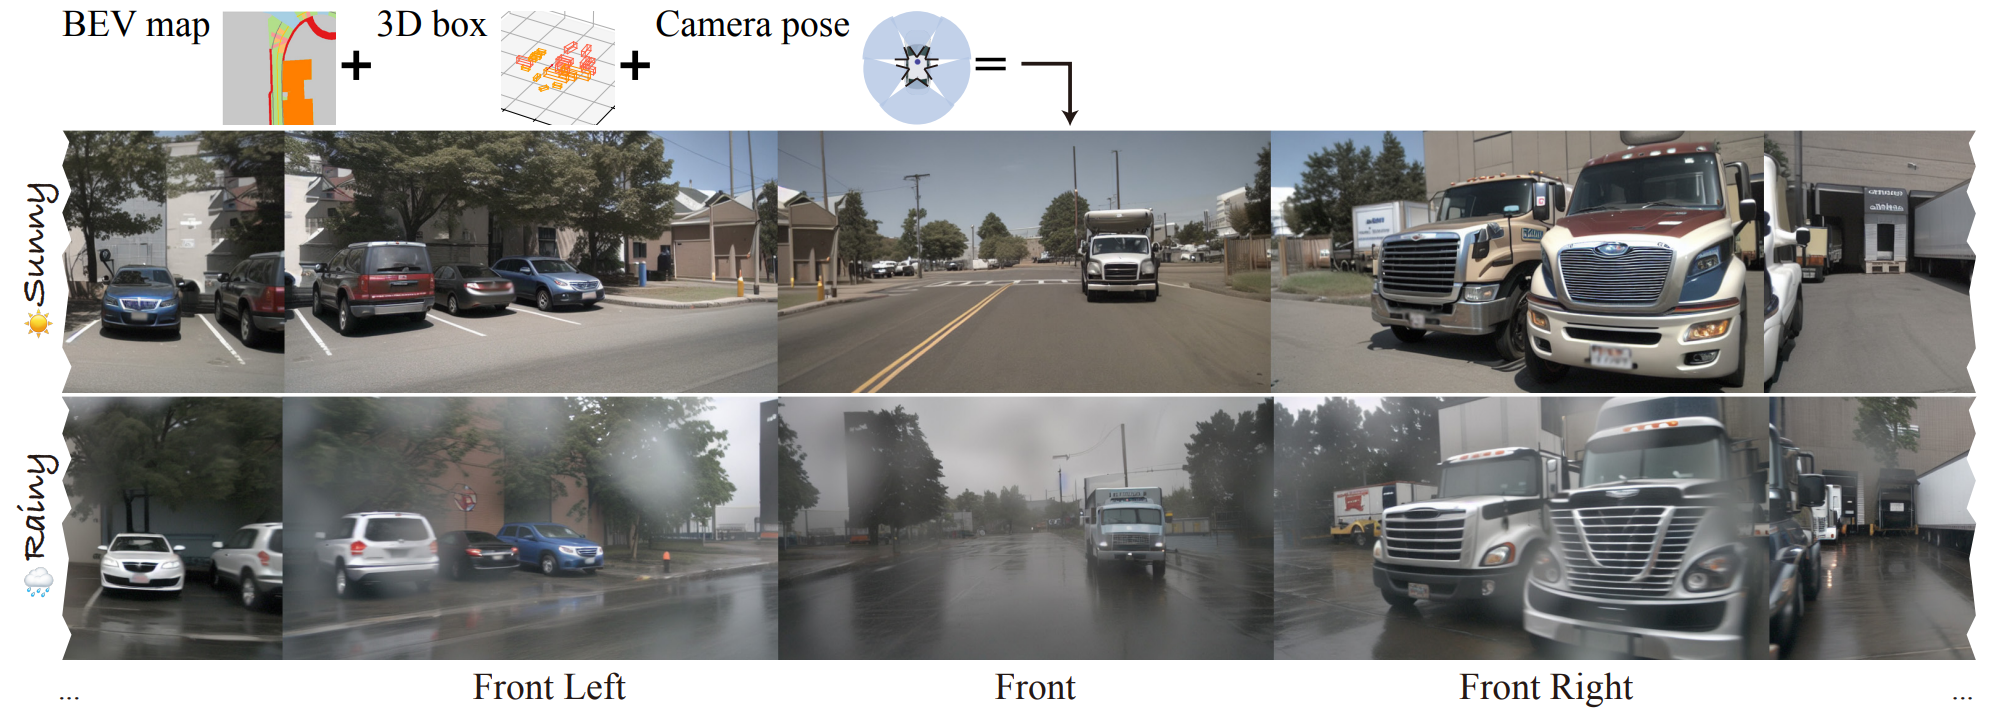 BEV map + 3D box + Camera pose =
Sunny
Rainy
... Front Left Front Front Right ...